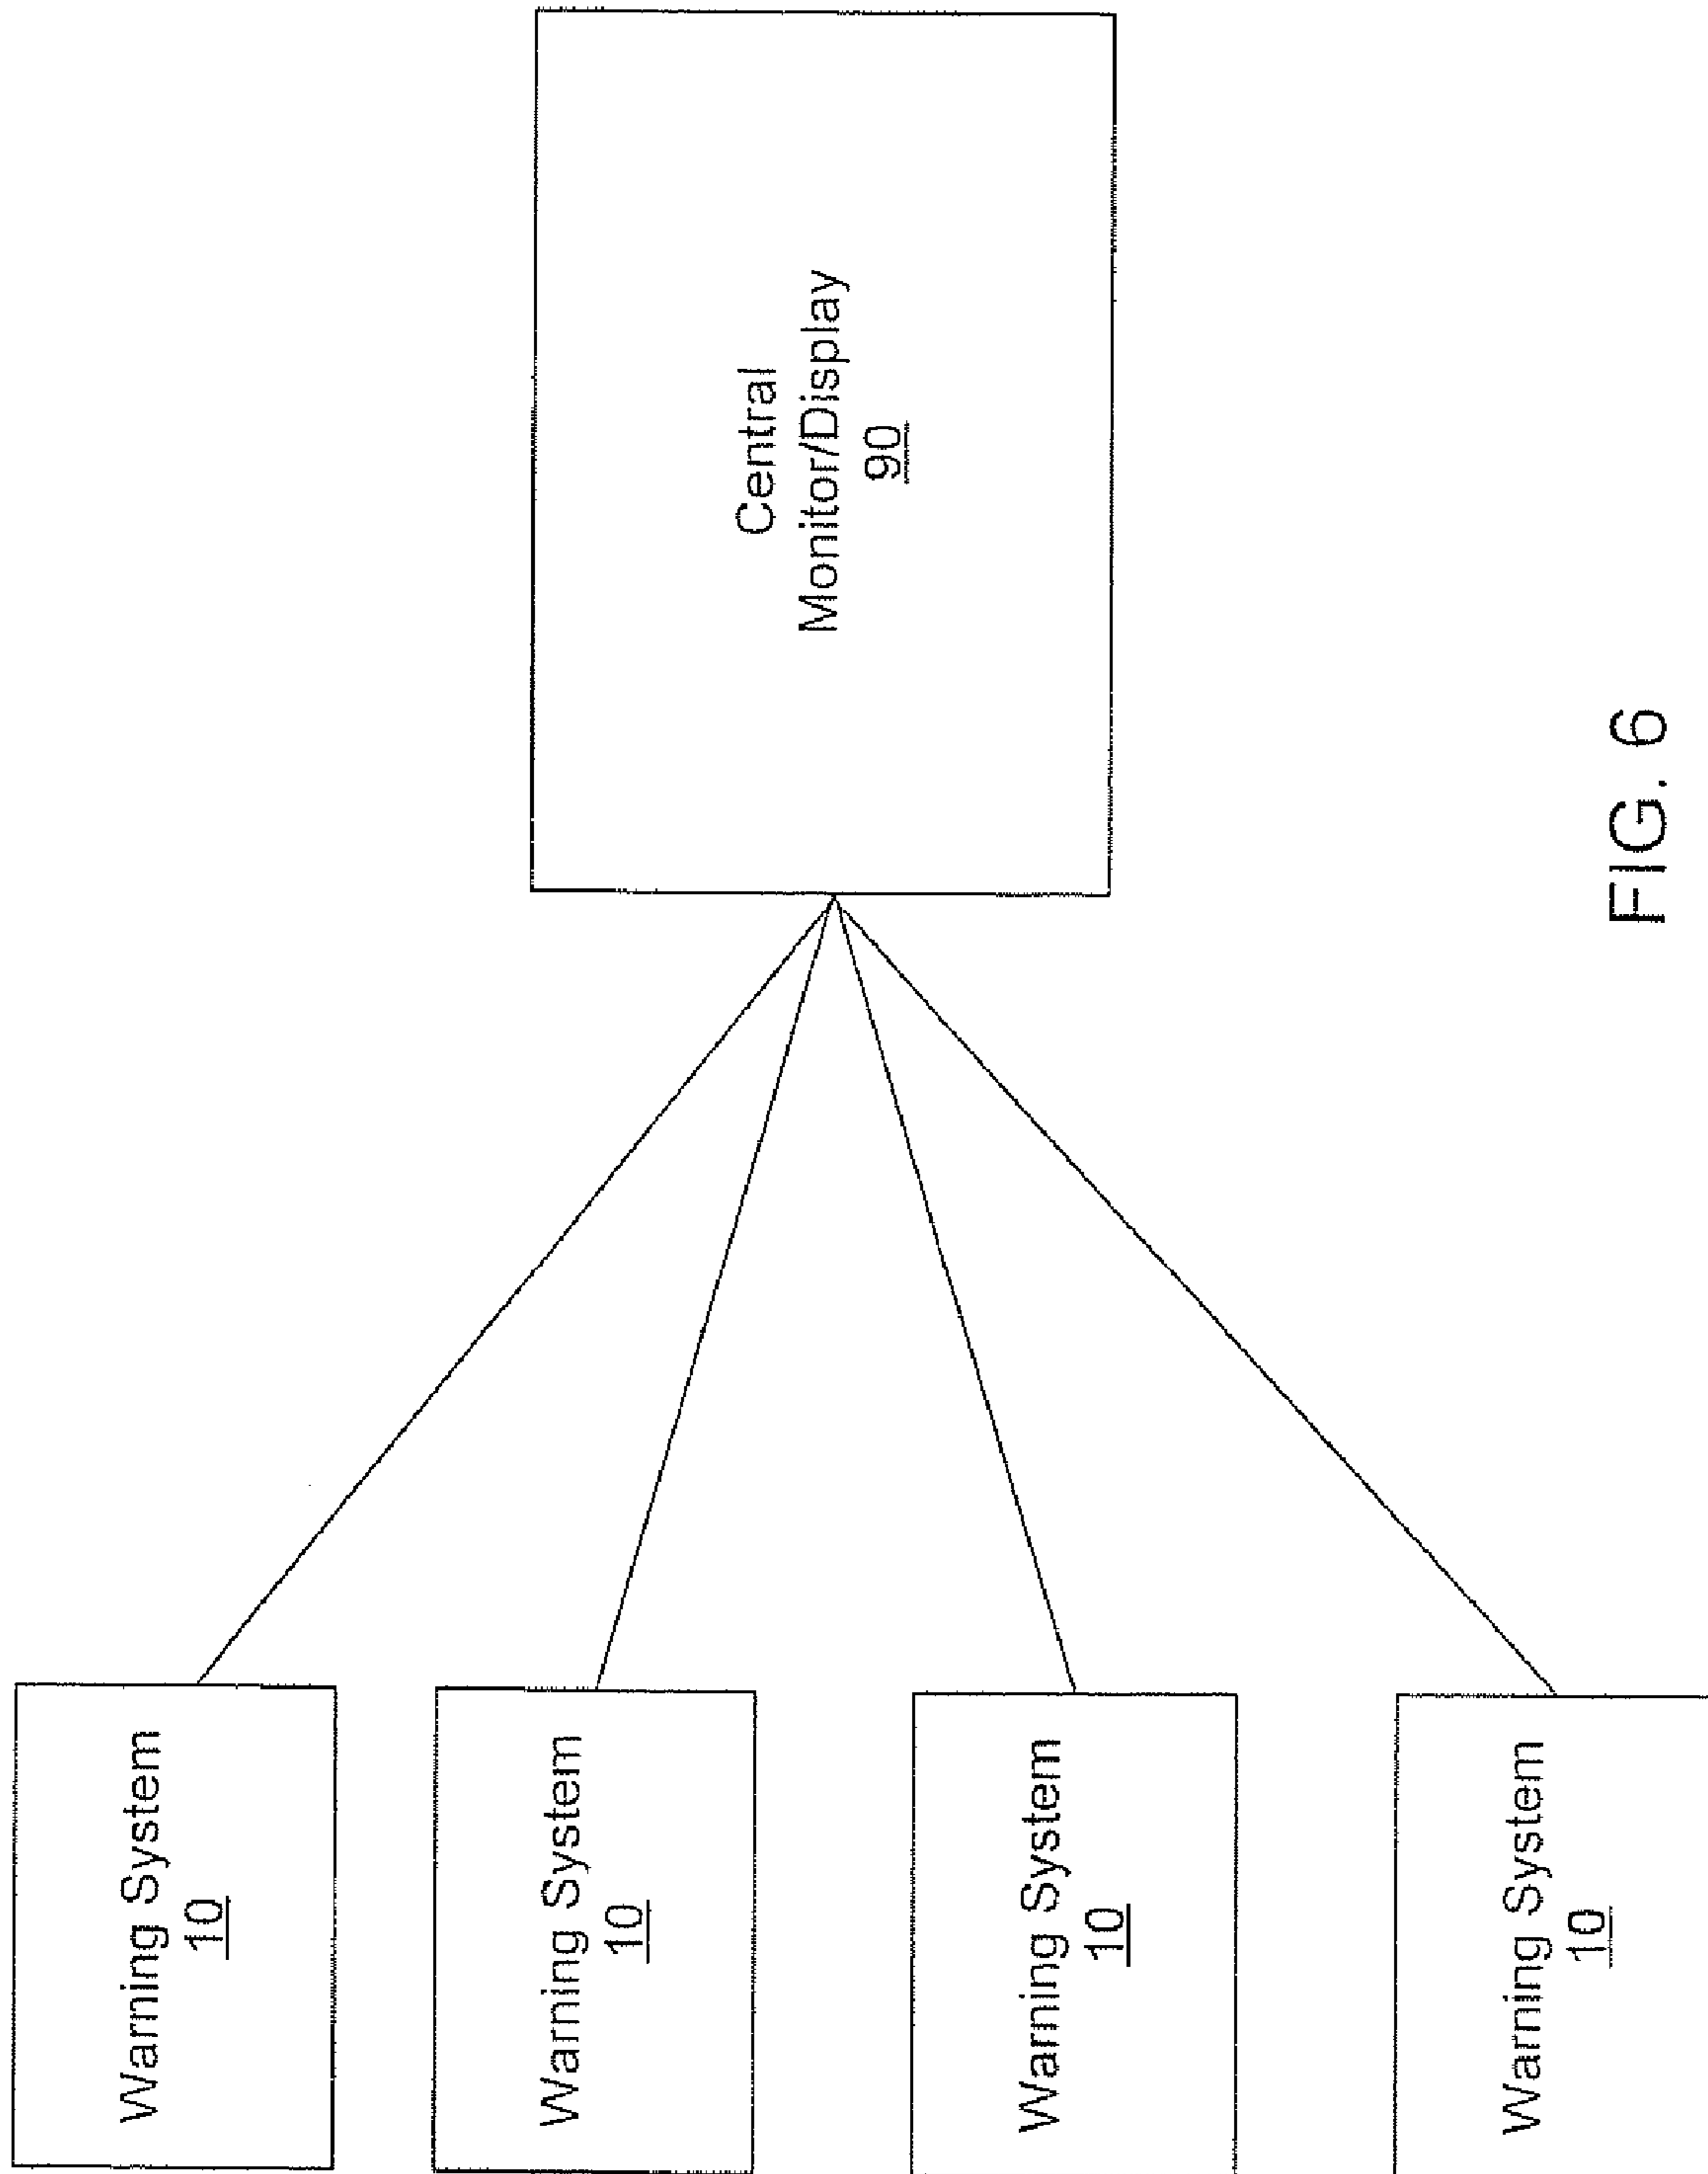 Warning System
10
Warning System
10
Warning System
10
Warning System
10
Central
Monitor/Display
90
FIG. 6